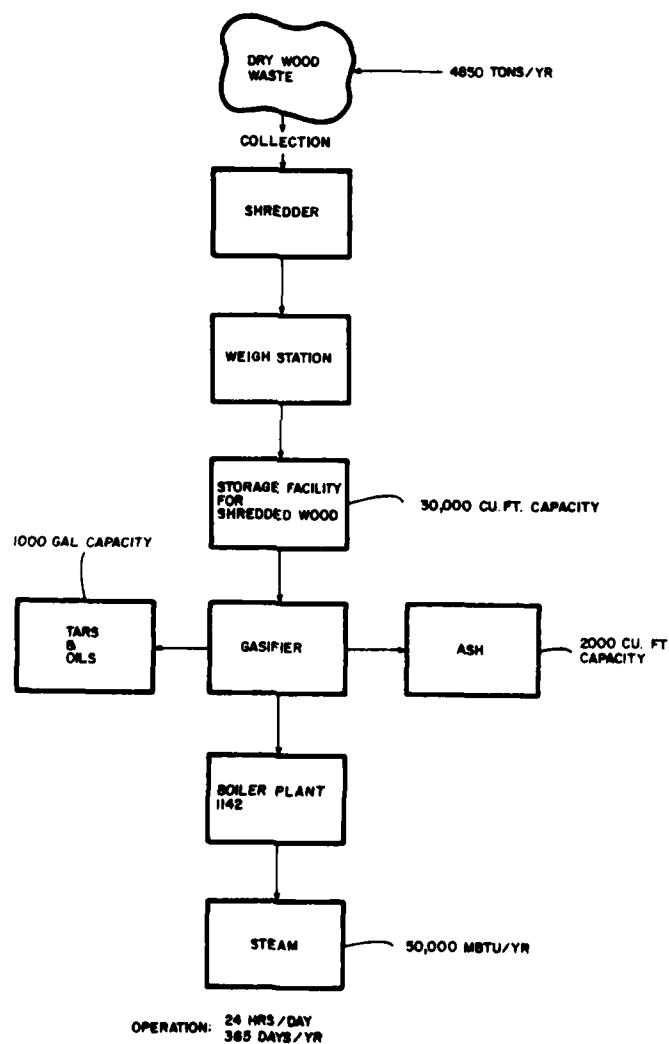 DRY WOOD
WASTE
4850 TONS/YR
COLLECTION
SHREDDER
WEIGH STATION
STORAGE FACILITY
FOR
SHREDDED WOOD
30,000 CU.FT. CAPACITY
1000 GAL CAPACITY
TARS
&
OILS
GASIFIER
ASH
2000 CU. FT
CAPACITY
BOILER PLANT
1142
STEAM
50,000 MBTU/YR
OPERATION: 24 HRS/DAY
365 DAYS/YR